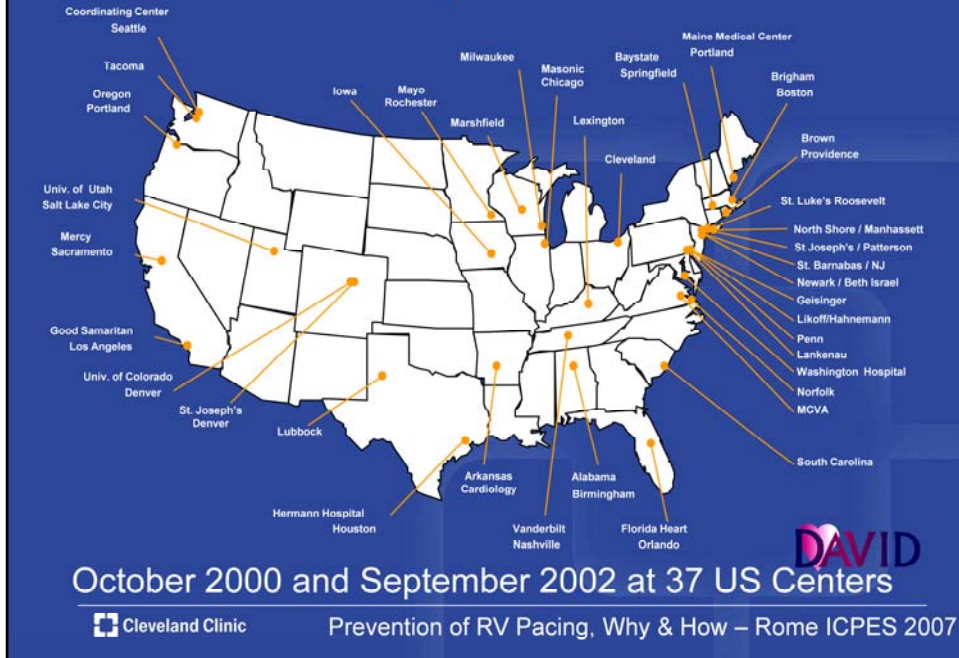 Coordinating Center
Seattle
Tacoma
Oregon
Portland
Univ. of Utah
Salt Lake City
Mercy
Sacramento
Good Samaritan
Los Angeles
Univ. of Colorado
Denver
St. Joseph's
Denver
Lubbock
Hermann Hospital
Houston
Iowa
Mayo
Rochester
Marshfield
Milwaukee
Masonic
Chicago
Lexington
Cleveland
Baystate
Springfield
Maine Medical Center
Portland
Brigham
Boston
Brown
Providence
St. Luke's Roosevelt
North Shore / Manhassett
St Joseph's / Patterson
St. Barnabas / NJ
Newark / Beth Israel
Geisinger
Likoff/Hahnemann
Penn
Lankenau
Washington Hospital
Norfolk
MCVA
South Carolina
Arkansas
Cardiology
Vanderbilt
Nashville
Alabama
Birmingham
Florida Heart
Orlando
DAVID
October 2000 and September 2002 at 37 US Centers
Cleveland Clinic
Prevention of RV Pacing, Why & How – Rome ICPES 2007